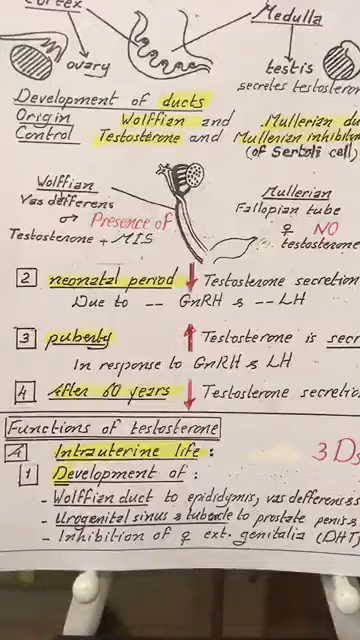 Cortex
Medulla
ovary
testis
secretes testosteron
Development of ducts
Origin Wolffian and Mullerian du
Control Testosterone and Mullerian inhibito
(of Sertoli cell)
Wolffian
Vas defferens
♂ Presence of
Testosterone + MIS
Mullerian
Fallopian tube
♀ NO
testosterone
2 neonatal period ↓ Testosterone secretion
Due to -- GnRH & -- LH
3 puberty ↑ Testosterone is secr
In response to GnRH & LH
4 After 60 years ↓ Testosterone secretio
Functions of testosterone
A Intrauterine life: 3 Ds
1 Development of:
- Wolffian duct to epididymis, vas defferens &
- Urogenital sinus & tubercle to prostate penis &
- Inhibition of ♀ ext. genitalia (DHT